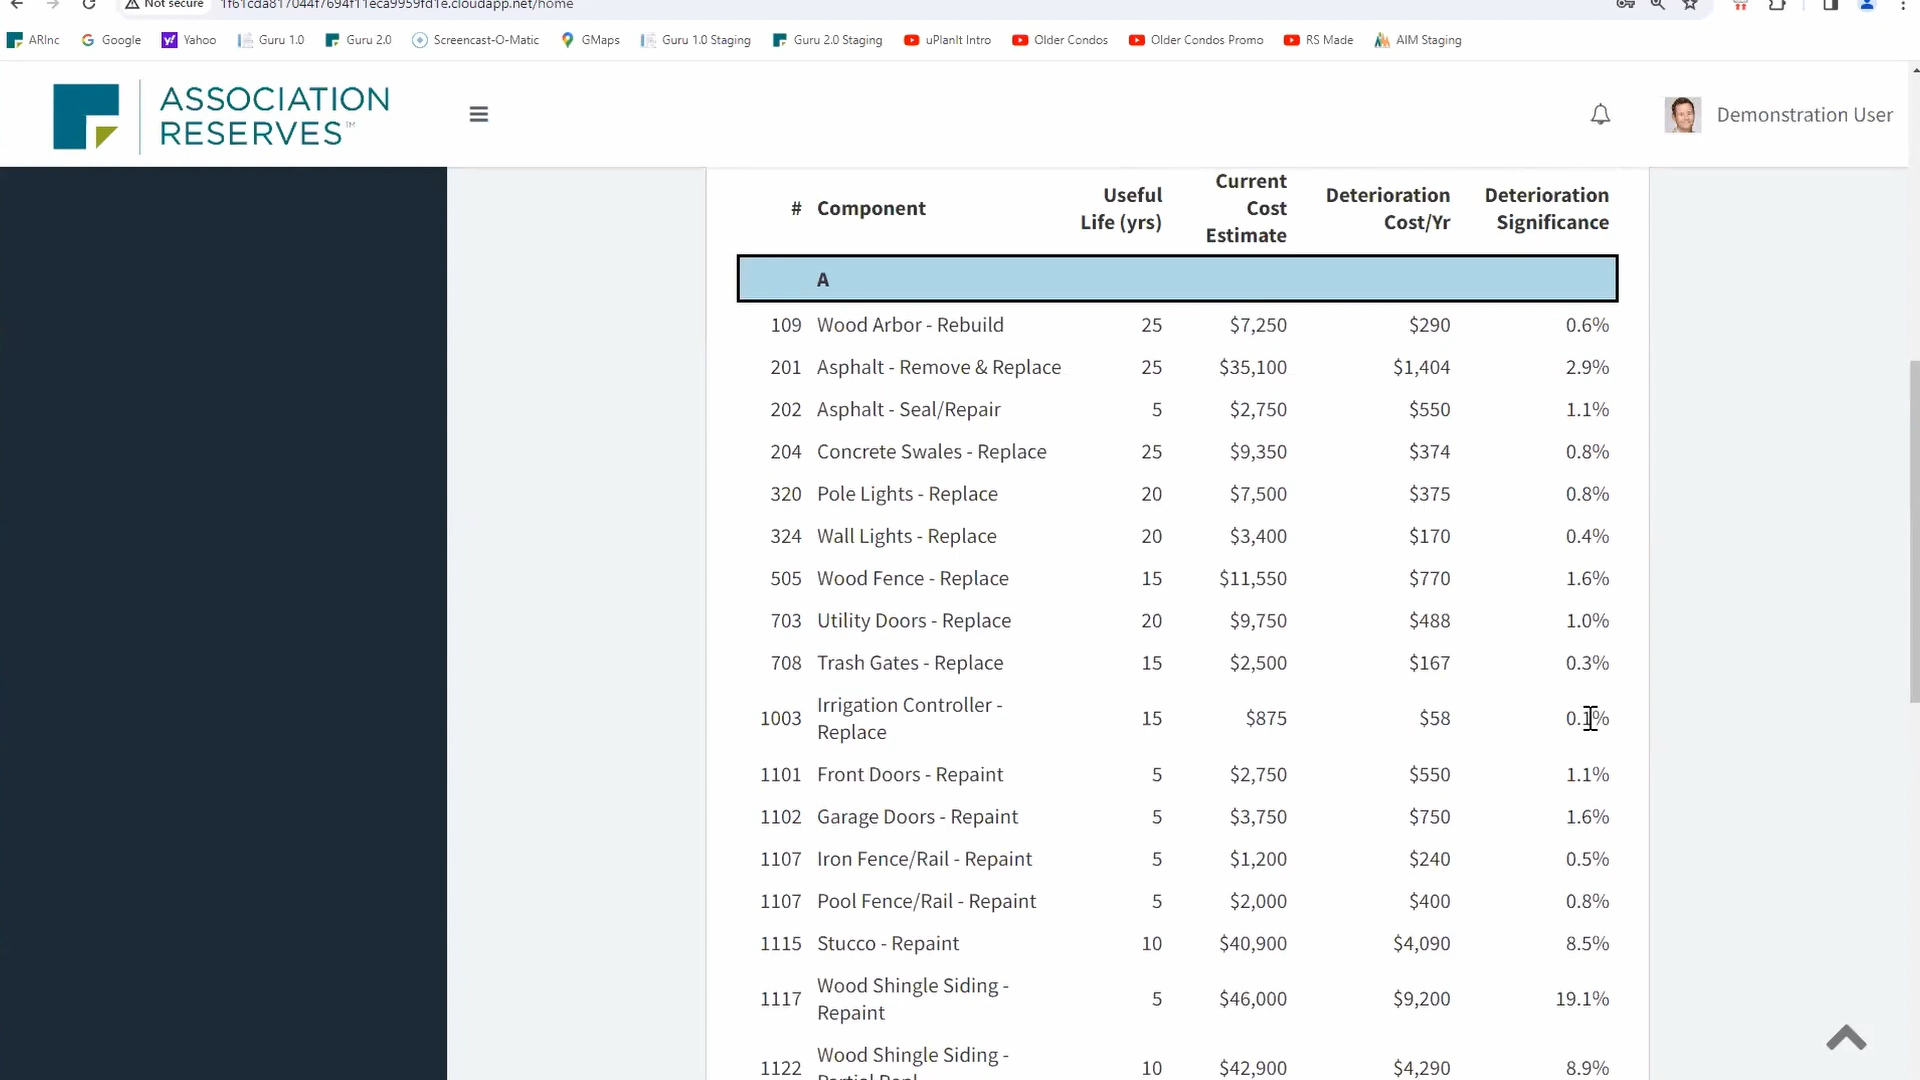 Not secure 1f61cda817044f7694f11eca9959fd1e.cloudapp.net/home
ARInc Google Yahoo Guru 1.0 Guru 2.0 Screencast-O-Matic GMaps Guru 1.0 Staging Guru 2.0 Staging uPlanIt Intro Older Condos Older Condos Promo RS Made AIM Staging
ASSOCIATION
RESERVES™
Demonstration User
# Component Useful Life (yrs) Current Cost Estimate Deterioration Cost/Yr Deterioration Significance
A
109 Wood Arbor - Rebuild 25 $7,250 $290 0.6%
201 Asphalt - Remove & Replace 25 $35,100 $1,404 2.9%
202 Asphalt - Seal/Repair 5 $2,750 $550 1.1%
204 Concrete Swales - Replace 25 $9,350 $374 0.8%
320 Pole Lights - Replace 20 $7,500 $375 0.8%
324 Wall Lights - Replace 20 $3,400 $170 0.4%
505 Wood Fence - Replace 15 $11,550 $770 1.6%
703 Utility Doors - Replace 20 $9,750 $488 1.0%
708 Trash Gates - Replace 15 $2,500 $167 0.3%
1003 Irrigation Controller - Replace 15 $875 $58 0.1%
1101 Front Doors - Repaint 5 $2,750 $550 1.1%
1102 Garage Doors - Repaint 5 $3,750 $750 1.6%
1107 Iron Fence/Rail - Repaint 5 $1,200 $240 0.5%
1107 Pool Fence/Rail - Repaint 5 $2,000 $400 0.8%
1115 Stucco - Repaint 10 $40,900 $4,090 8.5%
1117 Wood Shingle Siding - Repaint 5 $46,000 $9,200 19.1%
1122 Wood Shingle Siding - 10 $42,900 $4,290 8.9%